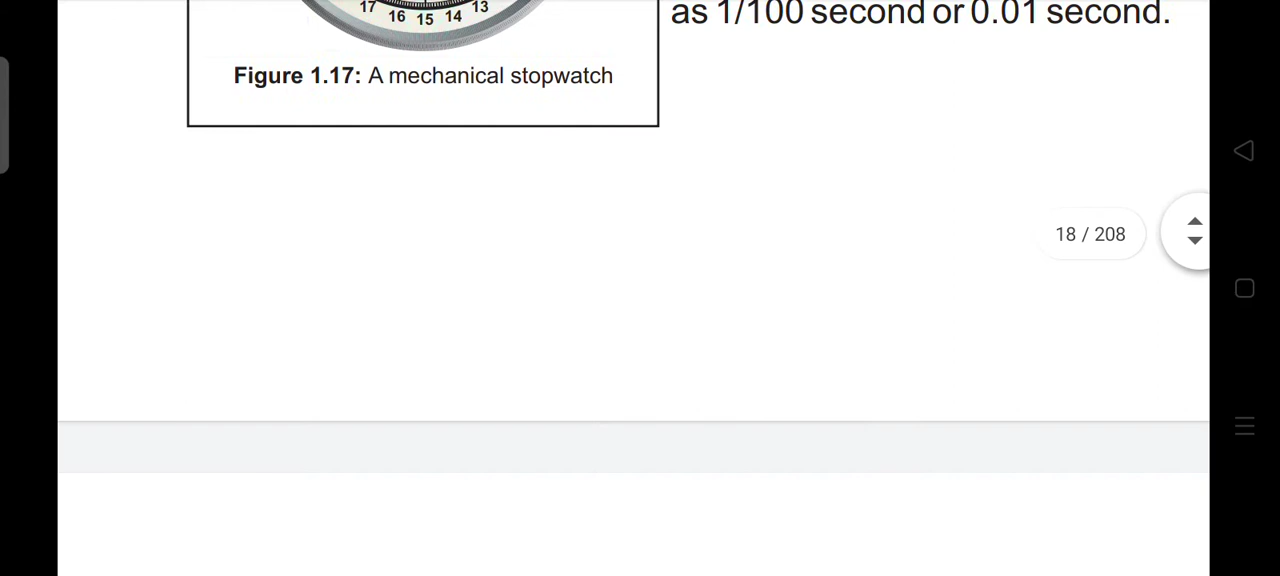 17 16 15 14 13
as 1/100 second or 0.01 second.
Figure 1.17: A mechanical stopwatch
18 / 208